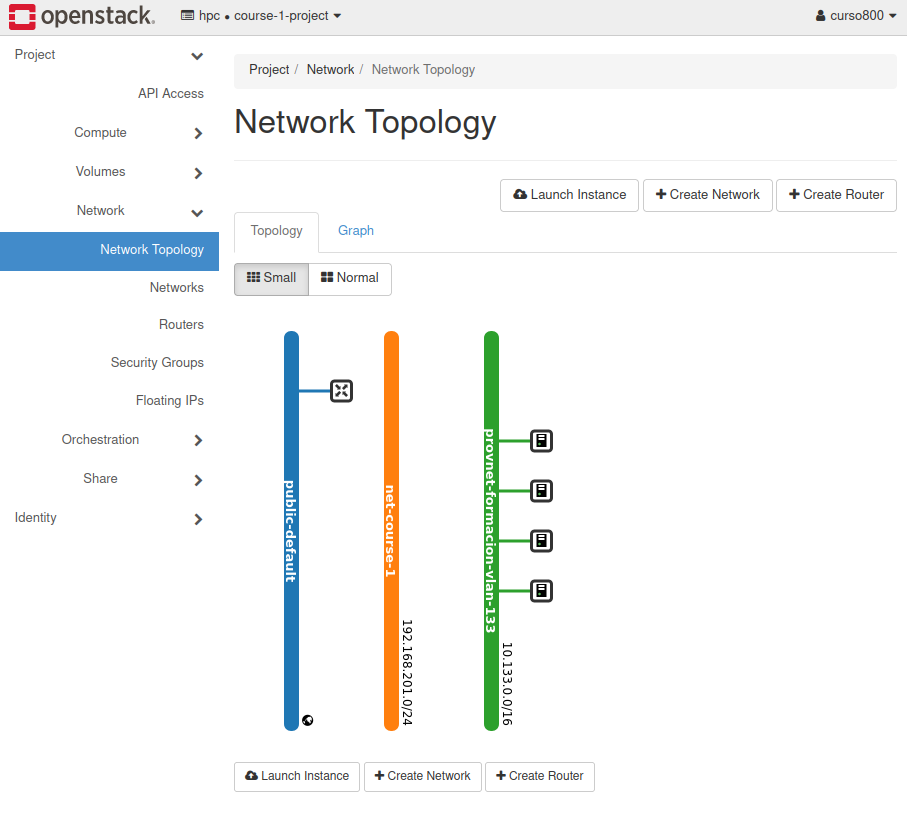 openstack.
hpc • course-1-project
curso800
Project
API Access
Compute
Volumes
Network
Network Topology
Networks
Routers
Security Groups
Floating IPs
Orchestration
Share
Identity
Project / Network / Network Topology
Network Topology
Launch Instance
Create Network
Create Router
Topology
Graph
Small
Normal
public-default
net-course-1
192.168.201.0/24
provnet-formacion-vlan-133
10.133.0.0/16
Launch Instance
Create Network
Create Router